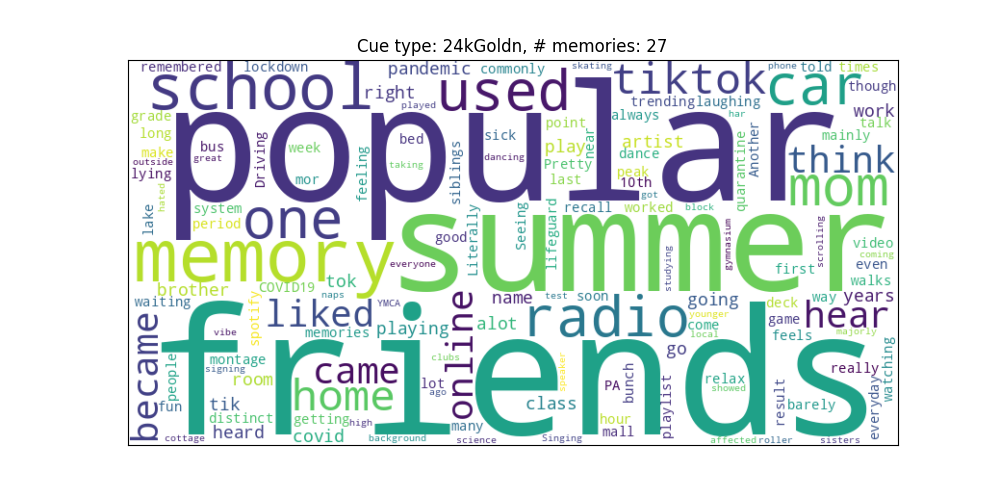 Cue type: 24kGoldn, # memories: 27
remembered lockdown pandemic commonly skating tiktok phone told times
school right played used car though
trending laughing
grade popular always work
long bus bed sick point near artist har talk
make great Driving week dancing play dance Another mainly
outside lying mor feeling taking siblings Pretty peak quarantine think
hated last 10th got mom
lake system one recall worked block
period Literally Seeing lifeguard summer gymnasium scrolling video
memory good coming
everyone studying first even
brother COVID19 tok walks
waiting spotify naps YMCA name test soon going deck way years
liked memories playing alot radio younger come game hear
became vibe online local feels majorly
people montage came clubs go watching
signing room home lot ago speaker PA bunch relax showed really
fun tik class playlist result barely everyday
distinct getting high many hour
heard covid mall
cottage friends background science Singing affected roller sisters